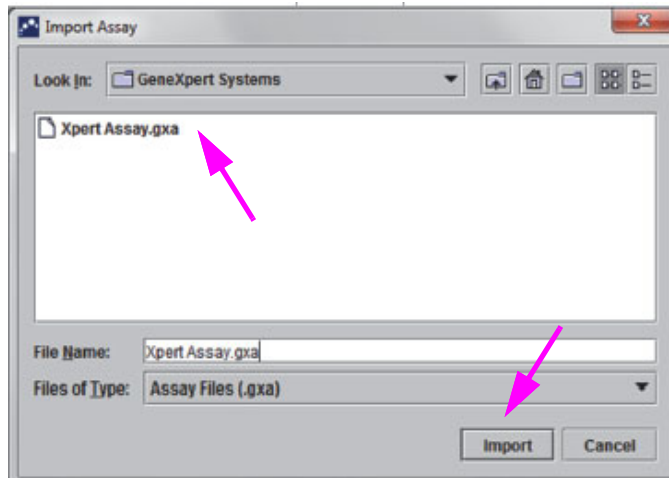 Import Assay
Look In: GeneXpert Systems
Xpert Assay.gxa
File Name: Xpert Assay.gxa
Files of Type: Assay Files (.gxa)
Import Cancel